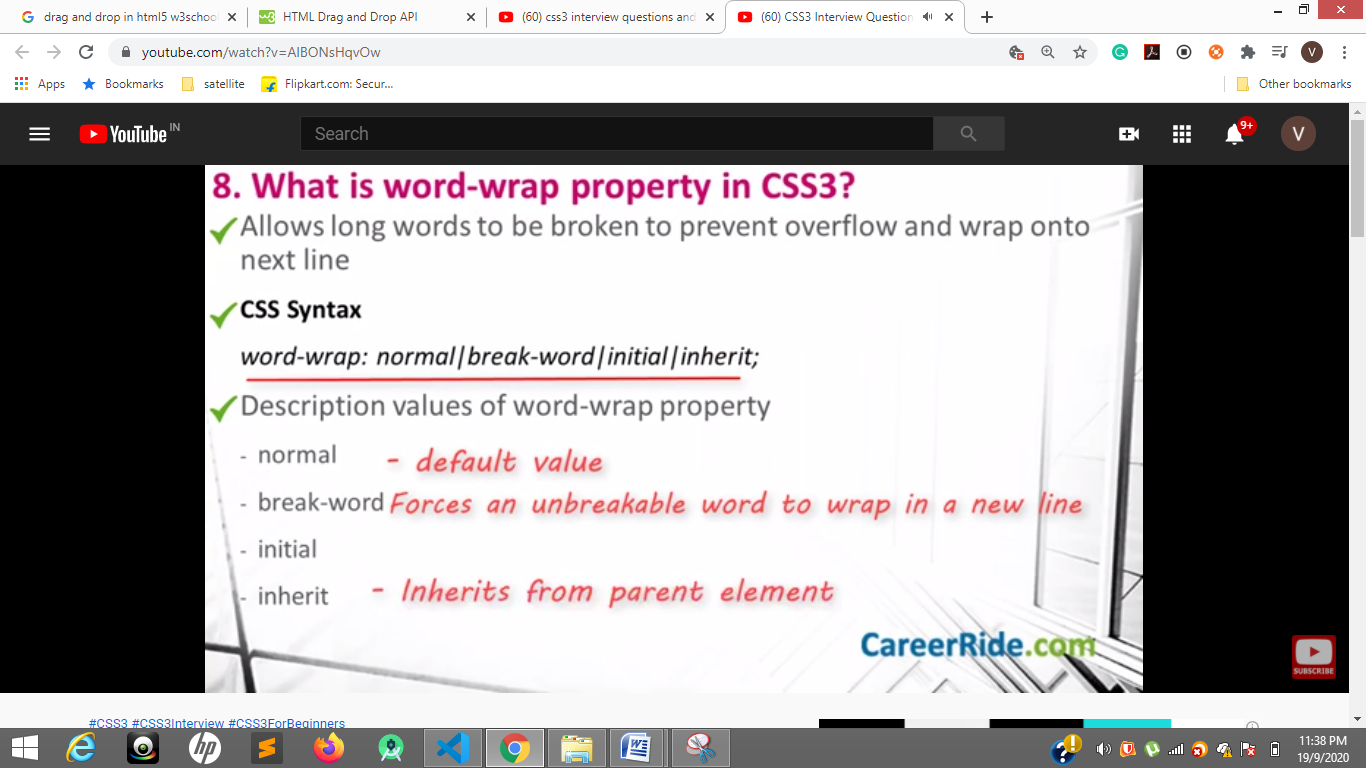 drag and drop in html5 w3school
HTML Drag and Drop API
(60) css3 interview questions and
(60) CSS3 Interview Question
youtube.com/watch?v=AIBONsHqvOw
V
Apps
Bookmarks
satellite
Flipkart.com: Secur...
Other bookmarks
YouTube IN
Search
9+
V
8. What is word-wrap property in CSS3?
Allows long words to be broken to prevent overflow and wrap onto
next line
CSS Syntax
word-wrap: normal|break-word|initial|inherit;
Description values of word-wrap property
- normal - default value
- break-word Forces an unbreakable word to wrap in a new line
- initial
- inherit - Inherits from parent element
CareerRide.com
SUBSCRIBE
#CSS3 #CSS3Interview #CSS3ForBeginners
11:38 PM
19/9/2020